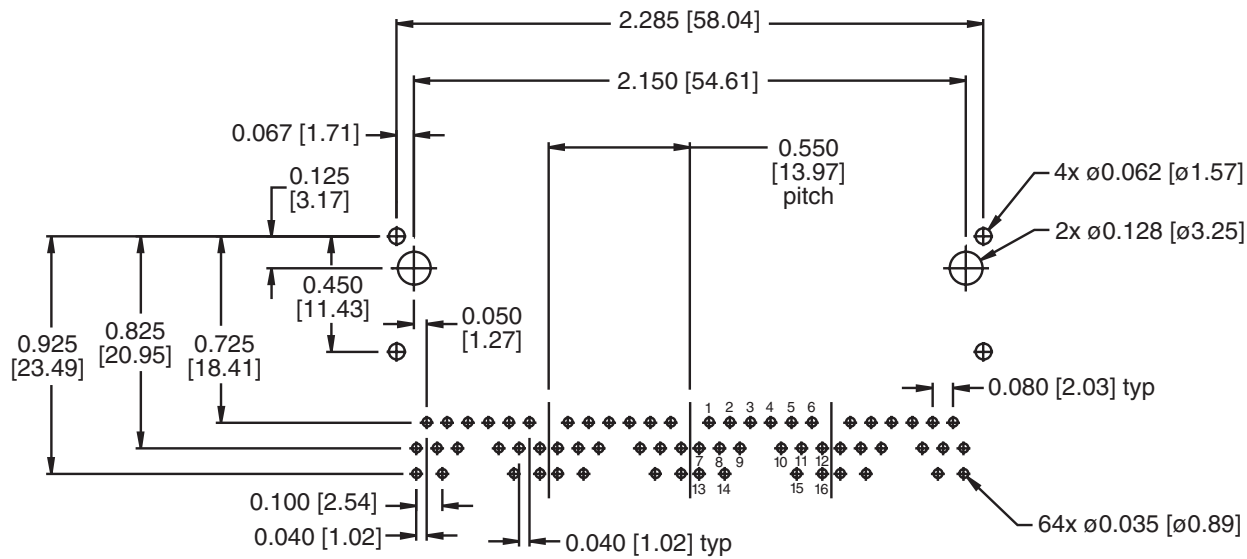 2.285 [58.04]
2.150 [54.61]
0.067 [1.71]
0.550
[13.97]
pitch
0.125
[3.17]
4x ø0.062 [ø1.57]
2x ø0.128 [ø3.25]
0.450
[11.43]
0.050
[1.27]
0.925
[23.49]
0.825
[20.95]
0.725
[18.41]
0.080 [2.03] typ
1 2 3 4 5 6
7 8 9 10 11 12
13 14 15 16
0.100 [2.54]
0.040 [1.02]
0.040 [1.02] typ
64x ø0.035 [ø0.89]